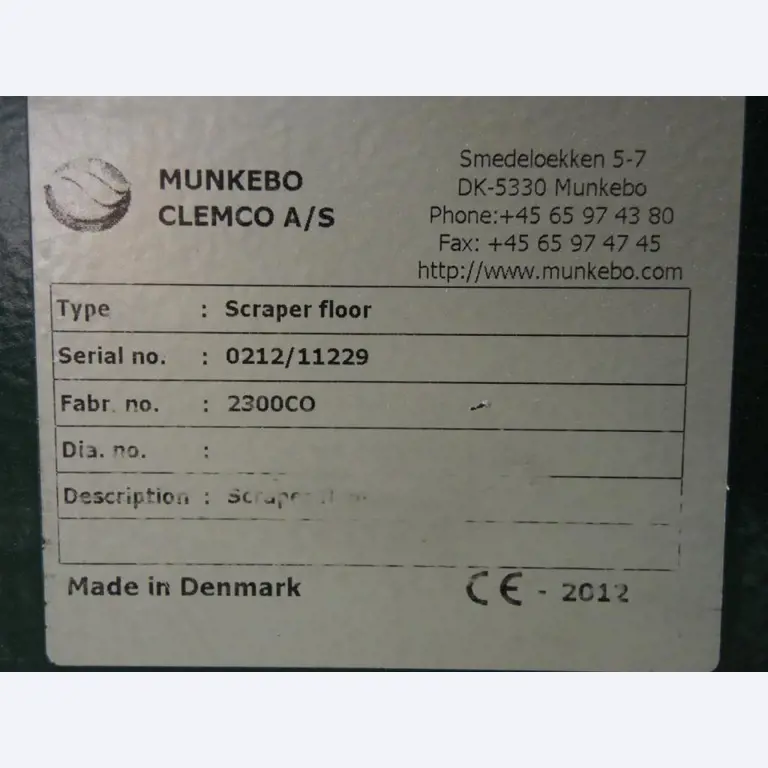 MUNKEBO
CLEMCO A/S
Smedeloekken 5-7
DK-5330 Munkebo
Phone:+45 65 97 43 80
Fax: +45 65 97 47 45
http://www.munkebo.com
Type : Scraper floor
Serial no. : 0212/11229
Fabr. no. : 2300CO
Dia. no. :
Description : Scraper
Made in Denmark
CE - 2012